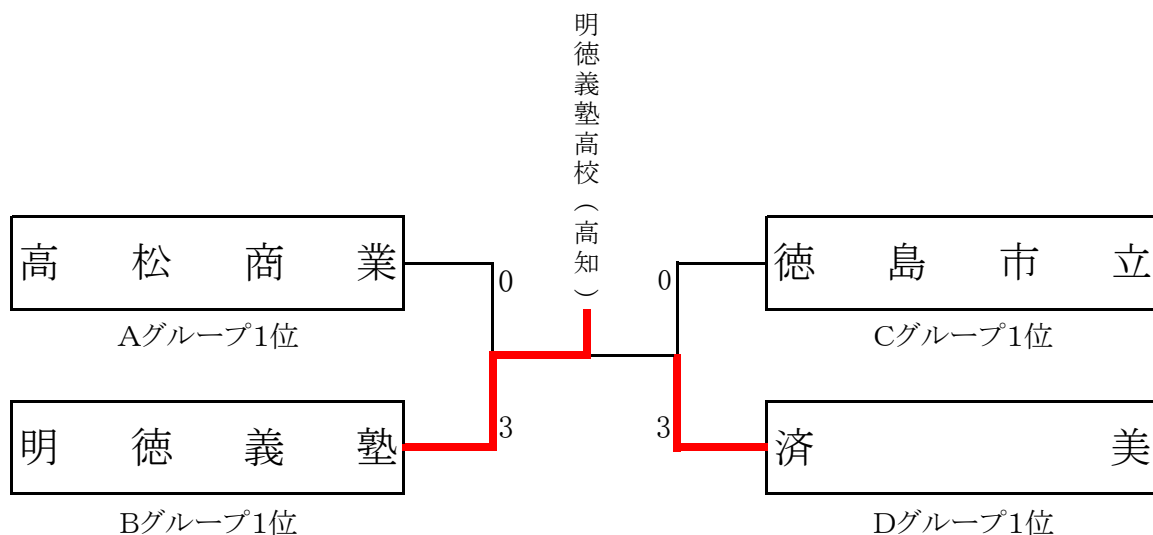 明徳義塾高校（高知）
高松商業
0
0
徳島市立
Aグループ1位
Cグループ1位
明徳義塾
3
3
済美
Bグループ1位
Dグループ1位